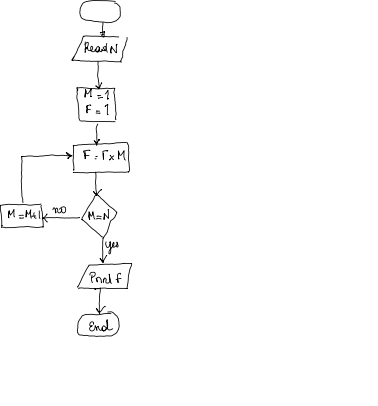 Read N
M = 1
F = 1
F = F x M
M = N
no
M = M+1
yes
Print F
End